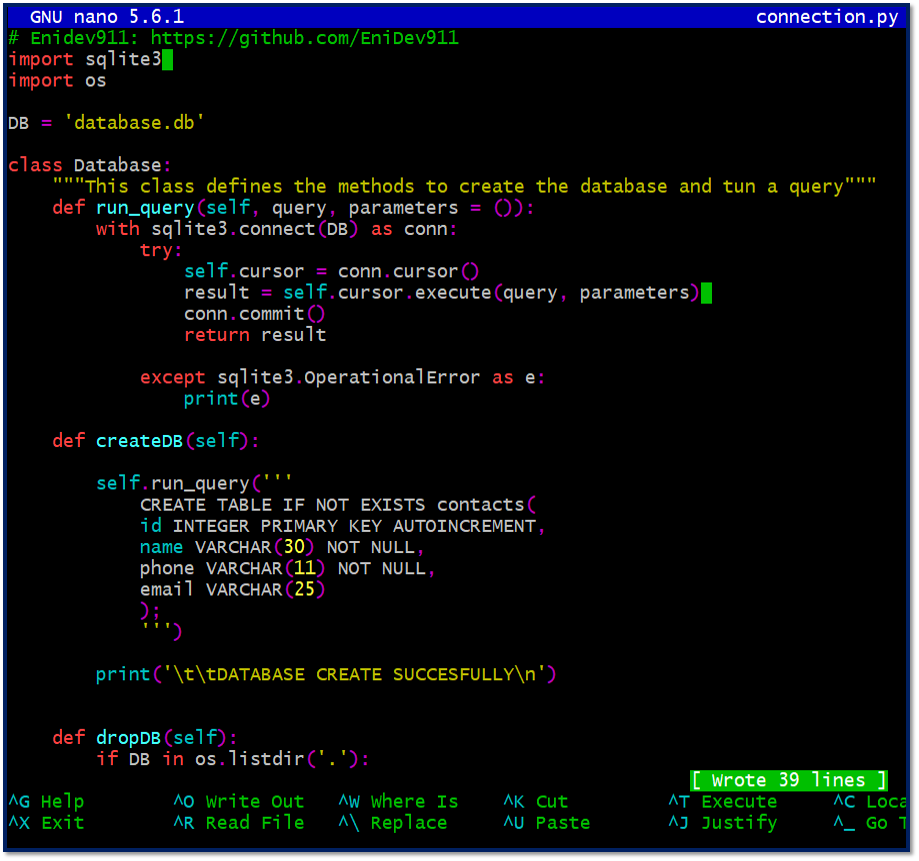 GNU nano 5.6.1 connection.py
# Enidev911: https://github.com/EniDev911
import sqlite3
import os
DB = 'database.db'
class Database:
"""This class defines the methods to create the database and tun a query"""
def run_query(self, query, parameters = ()):
with sqlite3.connect(DB) as conn:
try:
self.cursor = conn.cursor()
result = self.cursor.execute(query, parameters)
conn.commit()
return result
except sqlite3.OperationalError as e:
print(e)
def createDB(self):
self.run_query('''
CREATE TABLE IF NOT EXISTS contacts(
id INTEGER PRIMARY KEY AUTOINCREMENT,
name VARCHAR(30) NOT NULL,
phone VARCHAR(11) NOT NULL,
email VARCHAR(25)
);
''')
print('\t\tDATABASE CREATE SUCCESFULLY\n')
def dropDB(self):
if DB in os.listdir('.'):
[ Wrote 39 lines ]
^G Help ^O Write Out ^W Where Is ^K Cut ^T Execute ^C Loca
^X Exit ^R Read File ^\ Replace ^U Paste ^J Justify ^_ Go T